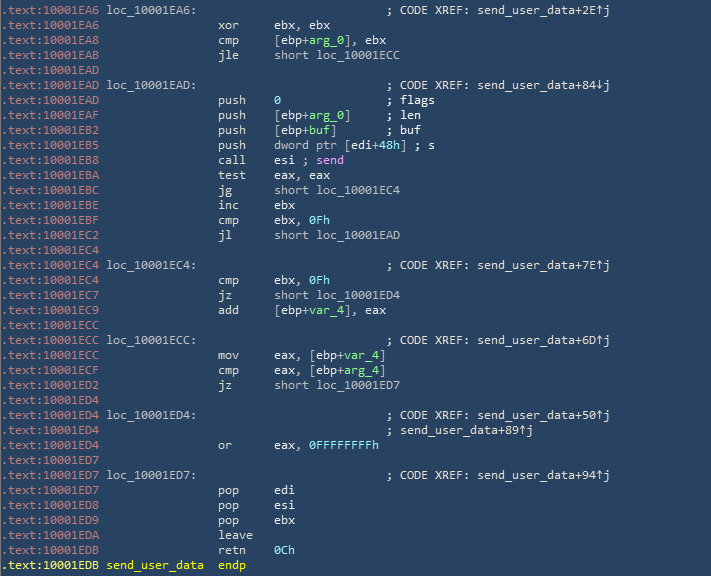 .text:10001EA6 loc_10001EA6:                           ; CODE XREF: send_user_data+2E↑j
.text:10001EA6                 xor     ebx, ebx
.text:10001EA8                 cmp     [ebp+arg_0], ebx
.text:10001EAB                 jle     short loc_10001ECC
.text:10001EAD
.text:10001EAD loc_10001EAD:                           ; CODE XREF: send_user_data+84↓j
.text:10001EAD                 push    0               ; flags
.text:10001EAF                 push    [ebp+arg_0]     ; len
.text:10001EB2                 push    [ebp+buf]       ; buf
.text:10001EB5                 push    dword ptr [edi+48h] ; s
.text:10001EB8                 call    esi ; send
.text:10001EBA                 test    eax, eax
.text:10001EBC                 jg      short loc_10001EC4
.text:10001EBE                 inc     ebx
.text:10001EBF                 cmp     ebx, 0Fh
.text:10001EC2                 jl      short loc_10001EAD
.text:10001EC4
.text:10001EC4 loc_10001EC4:                           ; CODE XREF: send_user_data+7E↑j
.text:10001EC4                 cmp     ebx, 0Fh
.text:10001EC7                 jz      short loc_10001ED4
.text:10001EC9                 add     [ebp+var_4], eax
.text:10001ECC
.text:10001ECC loc_10001ECC:                           ; CODE XREF: send_user_data+6D↑j
.text:10001ECC                 mov     eax, [ebp+var_4]
.text:10001ECF                 cmp     eax, [ebp+arg_4]
.text:10001ED2                 jz      short loc_10001ED7
.text:10001ED4
.text:10001ED4 loc_10001ED4:                           ; CODE XREF: send_user_data+50↑j
.text:10001ED4                                         ; send_user_data+89↑j
.text:10001ED4                 or      eax, 0FFFFFFFFh
.text:10001ED7
.text:10001ED7 loc_10001ED7:                           ; CODE XREF: send_user_data+94↑j
.text:10001ED7                 pop     edi
.text:10001ED8                 pop     esi
.text:10001ED9                 pop     ebx
.text:10001EDA                 leave
.text:10001EDB                 retn    0Ch
.text:10001EDB send_user_data  endp